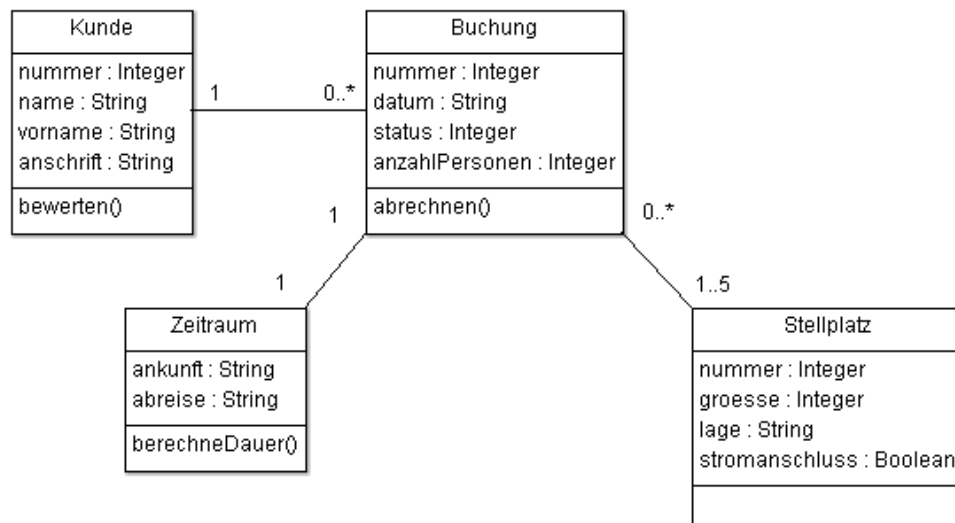 Kunde
nummer : Integer
name : String
vorname : String
anschrift : String
bewerten()
1
0..*
Buchung
nummer : Integer
datum : String
status : Integer
anzahlPersonen : Integer
abrechnen()
1
1
0..*
1..5
Zeitraum
ankunft : String
abreise : String
berechneDauer()
Stellplatz
nummer : Integer
groesse : Integer
lage : String
stromanschluss : Boolean